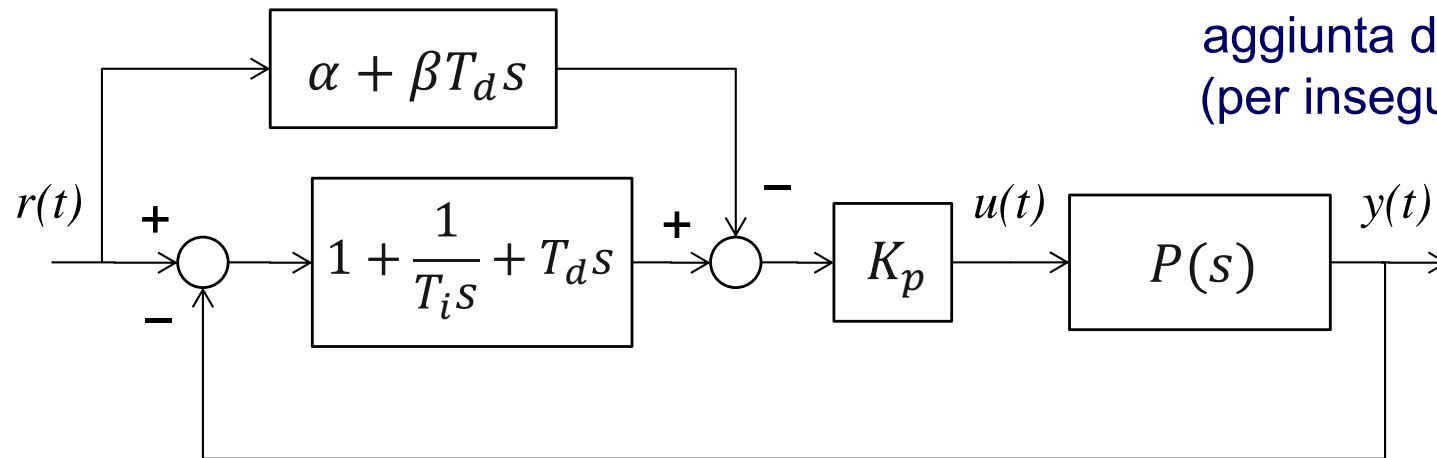 aggiunta d
(per insegu
α + βT_d s
r(t)
+
−
1 + 1/(T_i s) + T_d s
+
−
K_p
u(t)
P(s)
y(t)